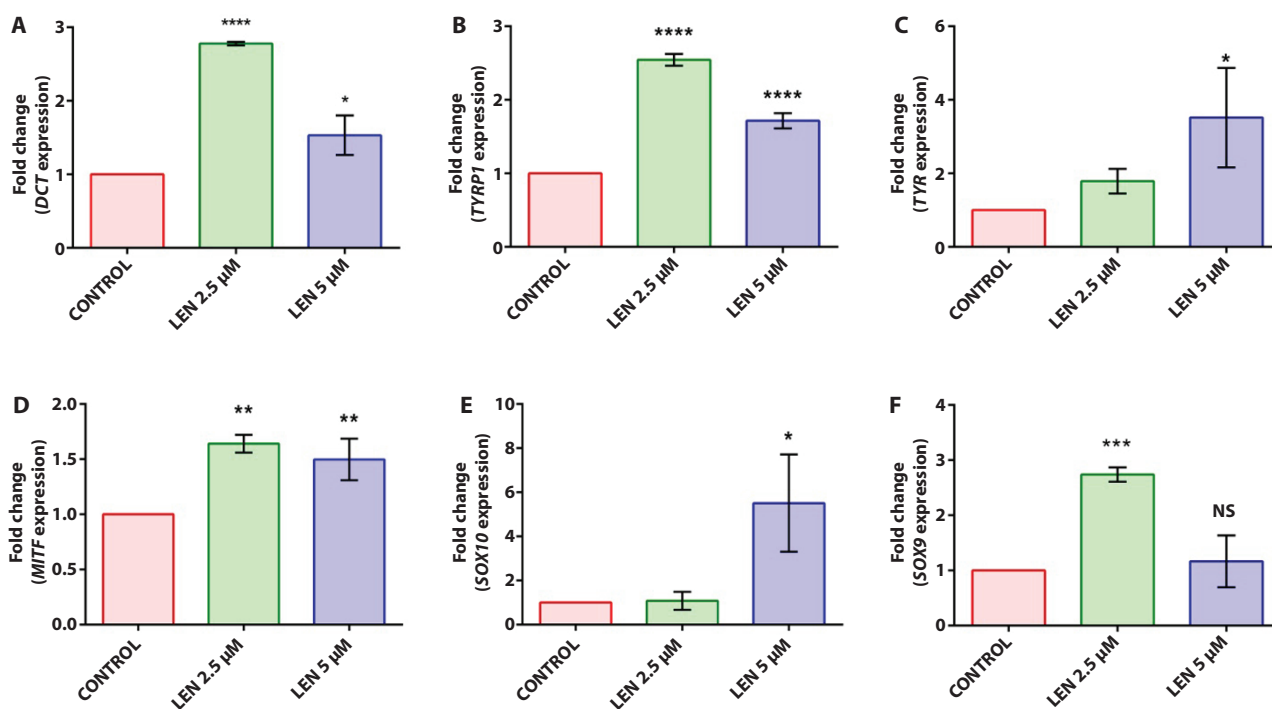 A
Fold change
(DCT expression)
3
2
1
0
****
*
CONTROL
LEN 2.5 µM
LEN 5 µM
B
Fold change
(TYRP1 expression)
3
2
1
0
****
****
CONTROL
LEN 2.5 µM
LEN 5 µM
C
Fold change
(TYR expression)
6
4
2
0
*
CONTROL
LEN 2.5 µM
LEN 5 µM
D
Fold change
(MITF expression)
2.0
1.5
1.0
0.5
0.0
**
**
CONTROL
LEN 2.5 µM
LEN 5 µM
E
Fold change
(SOX10 expression)
10
8
6
4
2
0
*
CONTROL
LEN 2.5 µM
LEN 5 µM
F
Fold change
(SOX9 expression)
4
3
2
1
0
***
NS
CONTROL
LEN 2.5 µM
LEN 5 µM